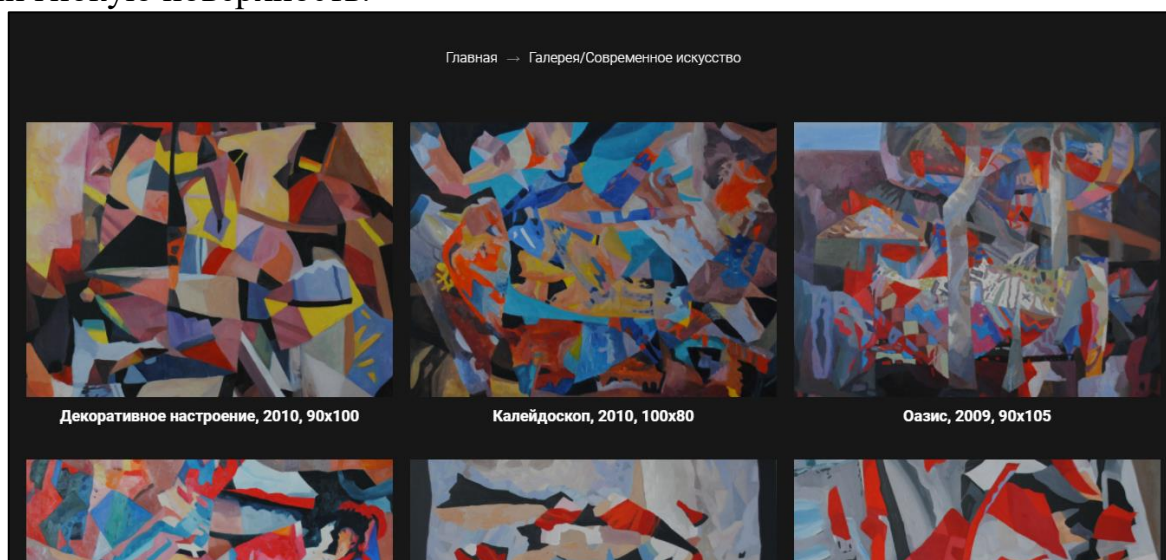 Главная → Галерея/Современное искусство
Декоративное настроение, 2010, 90x100
Калейдоскоп, 2010, 100x80
Оазис, 2009, 90x105